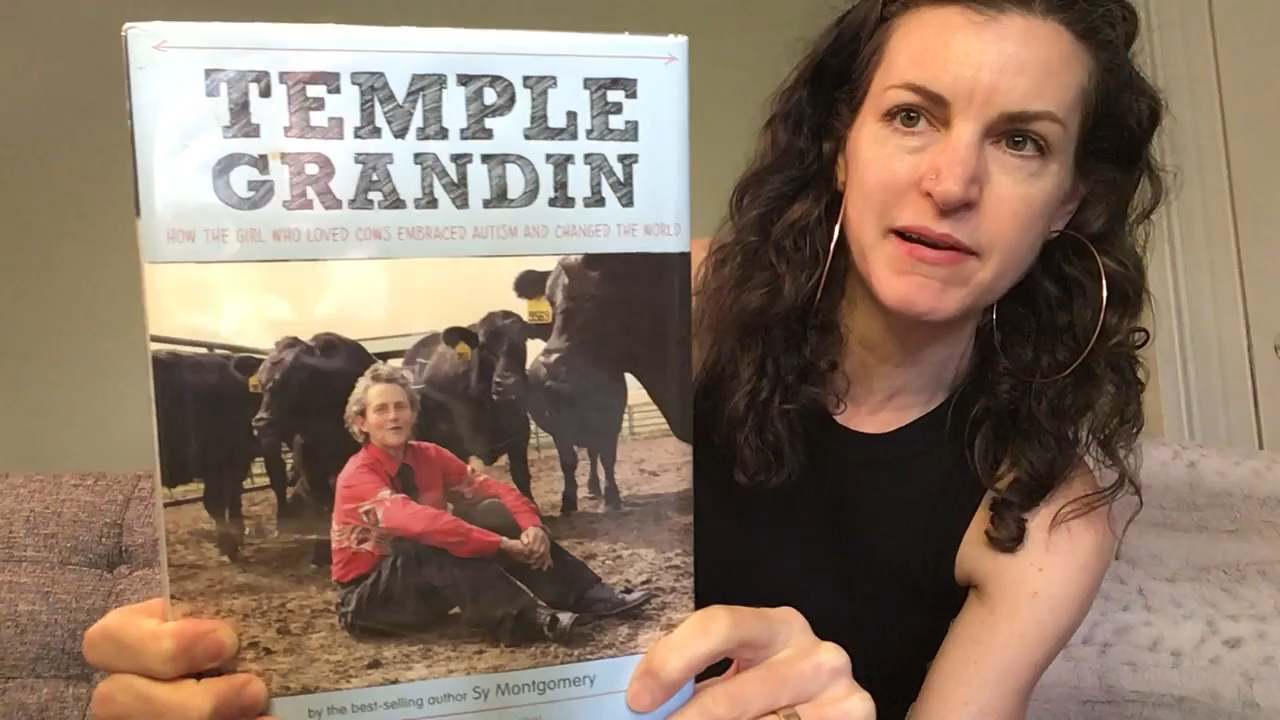 TEMPLE
GRANDIN
HOW THE GIRL WHO LOVED COWS EMBRACED AUTISM AND CHANGED THE WORLD
3563
by the best-selling author Sy Montgomery